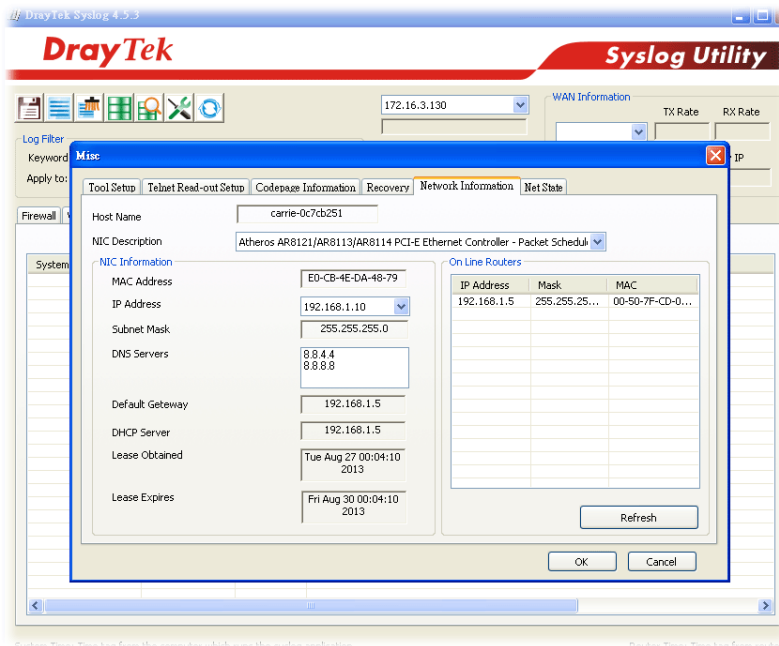 DrayTek Syslog 4.5.3
DrayTek
Syslog Utility
172.16.3.130
WAN Information
TX Rate RX Rate
Log Filter
Keyword
Apply to:
IP
Misc
Tool Setup Telnet Read-out Setup Codepage Information Recovery Network Information Net State
Firewall
System
Host Name carrie-0c7cb251
NIC Description Atheros AR8121/AR8113/AR8114 PCI-E Ethernet Controller - Packet Schedul
NIC Information
MAC Address E0-CB-4E-DA-48-79
IP Address 192.168.1.10
Subnet Mask 255.255.255.0
DNS Servers 8.8.4.4
8.8.8.8
Default Geteway 192.168.1.5
DHCP Server 192.168.1.5
Lease Obtained Tue Aug 27 00:04:10
2013
Lease Expires Fri Aug 30 00:04:10
2013
On Line Routers
IP Address Mask MAC
192.168.1.5 255.255.25... 00-50-7F-CD-0...
Refresh
OK Cancel